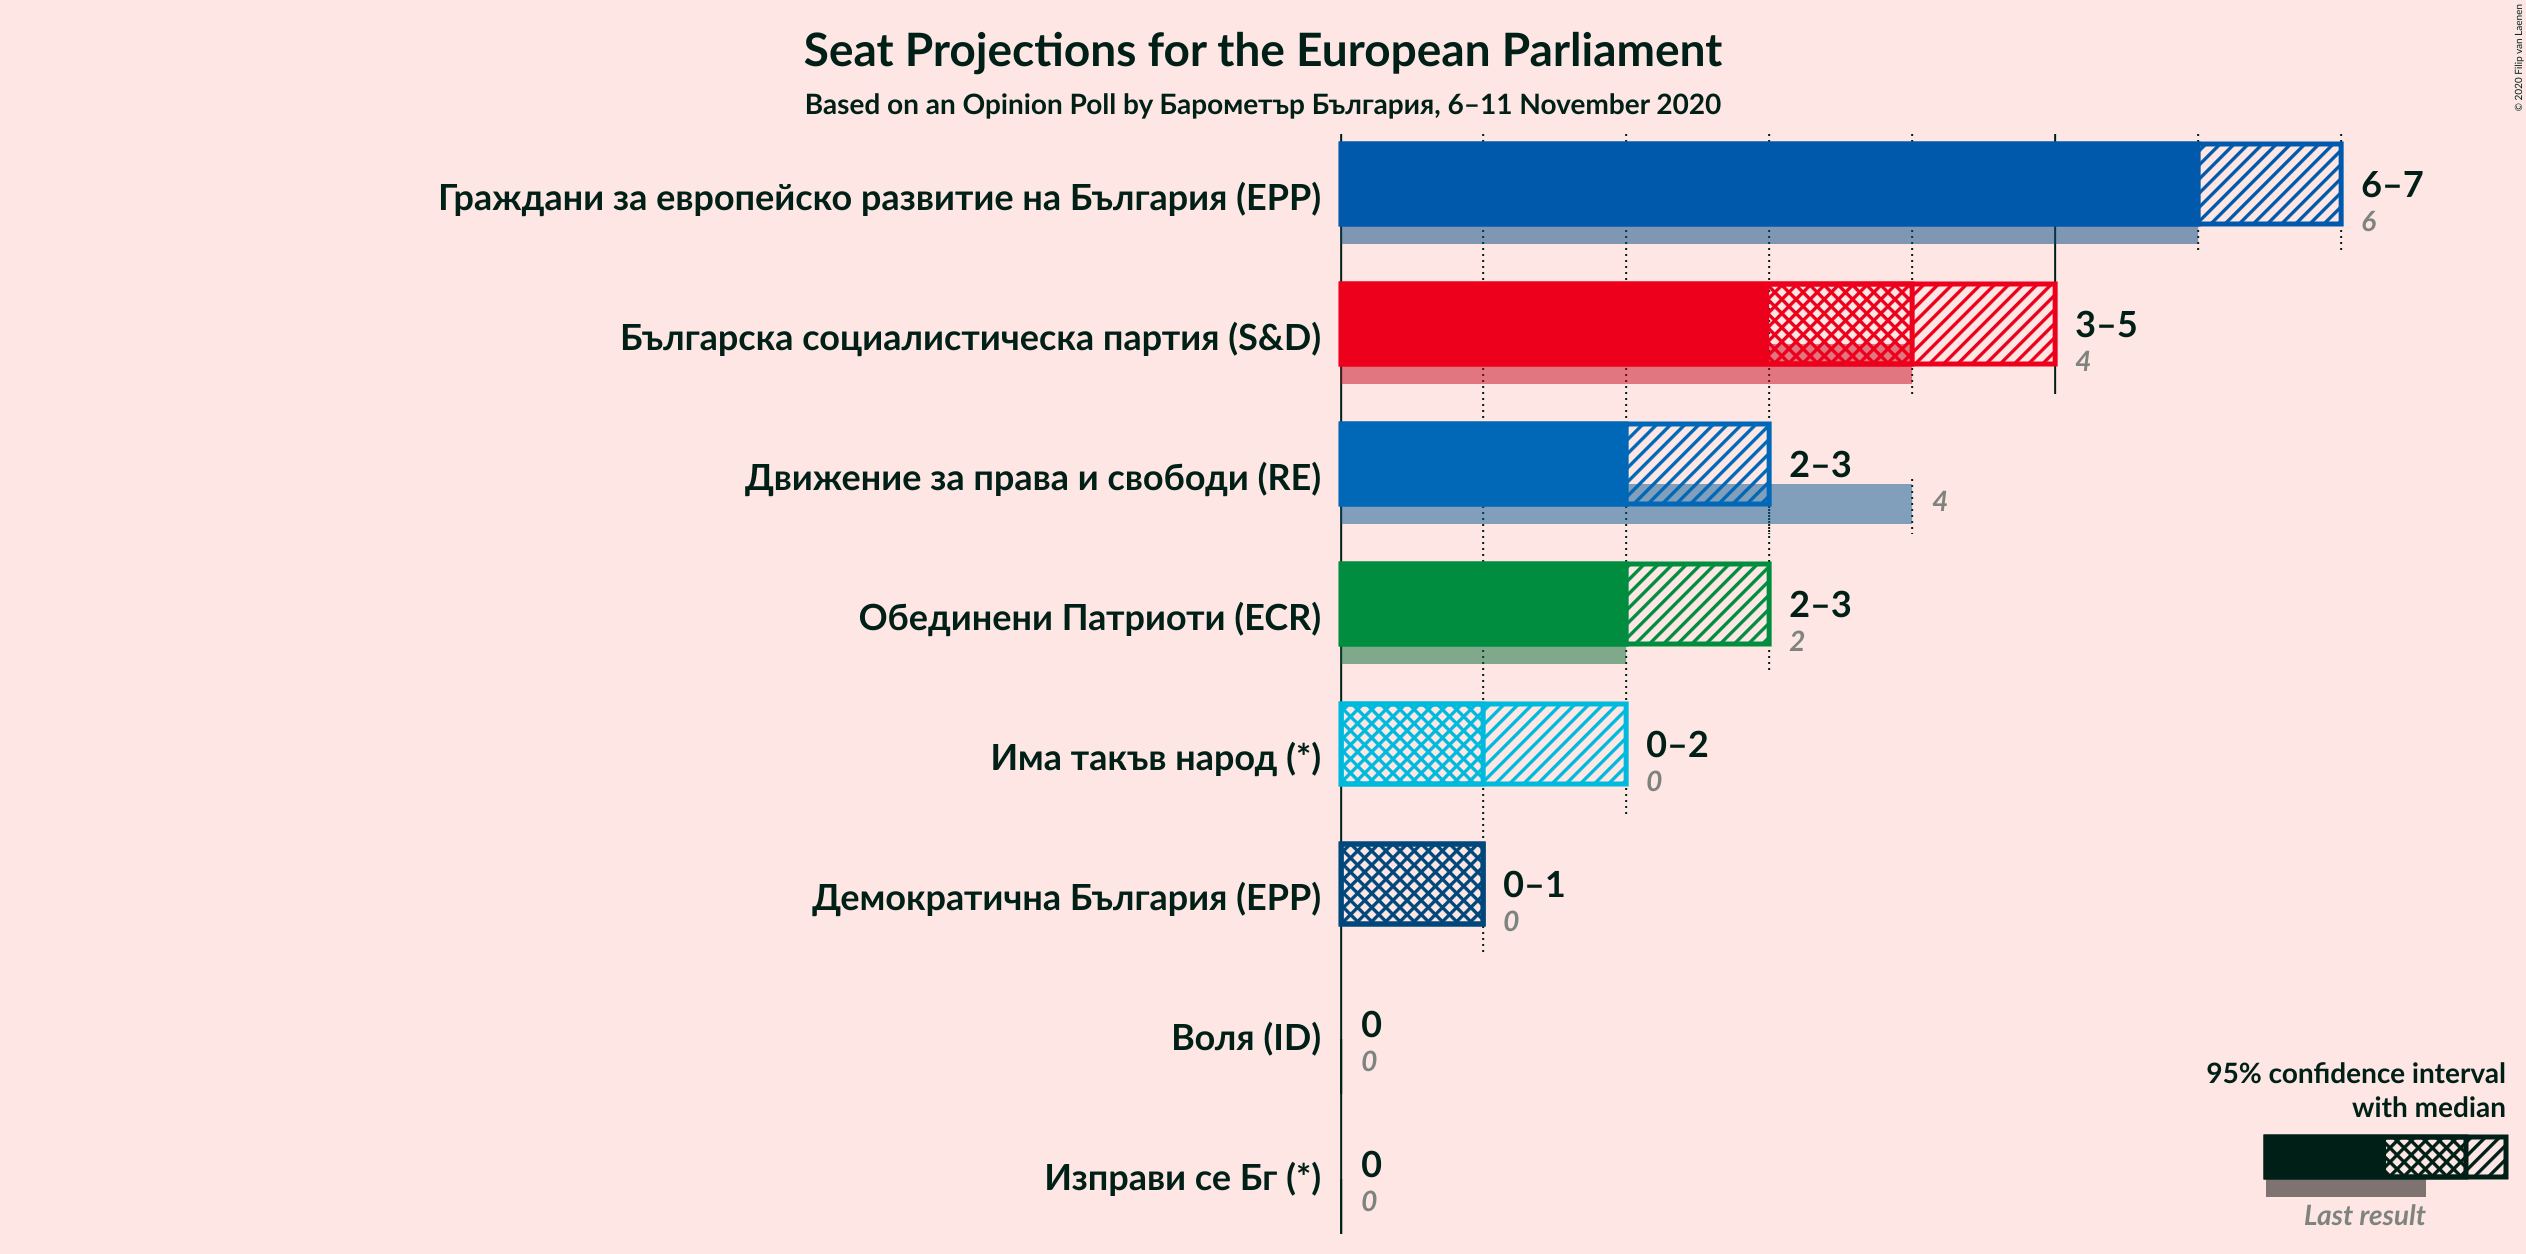 Seat Projections for the European Parliament
Based on an Opinion Poll by Барометър България, 6–11 November 2020
© 2020 Filip van Laenen
Граждани за европейско развитие на България (EPP)
6–7
6
Българска социалистическа партия (S&D)
3–5
4
Движение за права и свободи (RE)
2–3
4
Обединени Патриоти (ECR)
2–3
2
Има такъв народ (*)
0–2
0
Демократична България (EPP)
0–1
0
Воля (ID)
0
0
Изправи се Бг (*)
0
0
95% confidence interval
with median
Last result